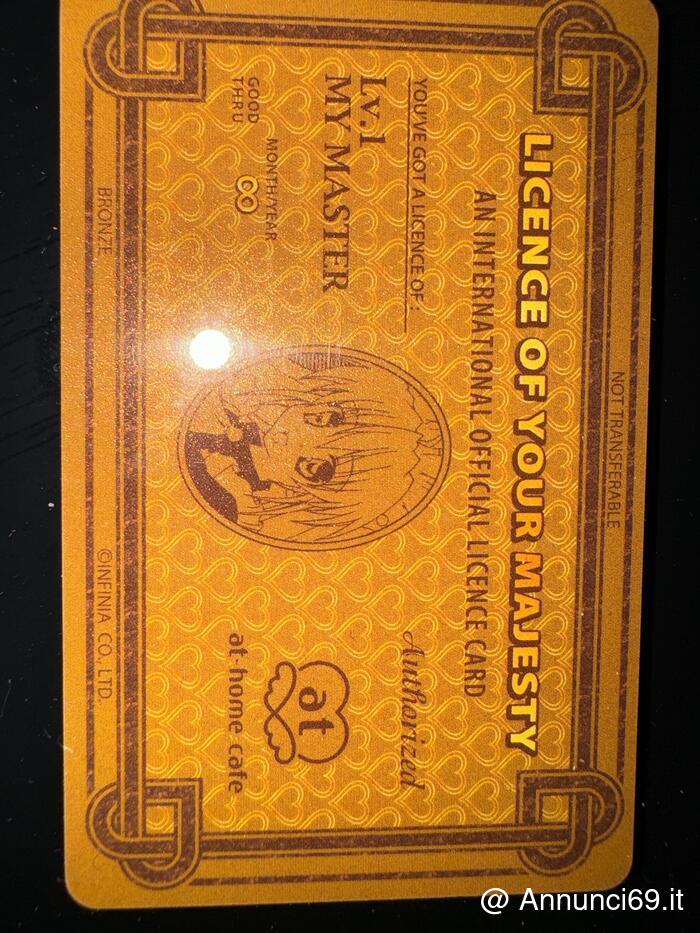 NOT TRANSFERABLE
LICENCE OF YOUR MAJESTY
AN INTERNATIONAL OFFICIAL LICENCE CARD
YOU'VE GOT A LICENCE OF :
Lv.1
MY MASTER
GOOD
THRU
MONTH/YEAR
∞
Authorized
at
at-home cafe
BRONZE
©INFINIA CO., LTD.
@ Annunci69.it